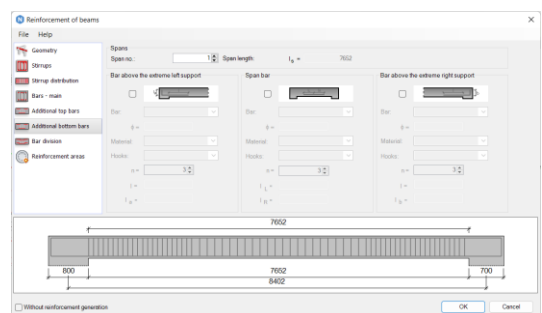 Reinforcement of beams
File Help
Geometry
Stirrups
Stirrup distribution
Bars - main
Additional top bars
Additional bottom bars
Bar division
Reinforcement areas
Spans
Span no.: 1 Span length: l s = 7652
Bar above the extreme left support Span bar Bar above the extreme right support
Bar: Bar: Bar:
ϕ = ϕ = ϕ =
Material: Material: Material:
Hooks: Hooks: Hooks:
n = 3 n = 3 n = 3
l L =
l R =
7652
800 7652 700
8402
Without reinforcement generation OK Cancel